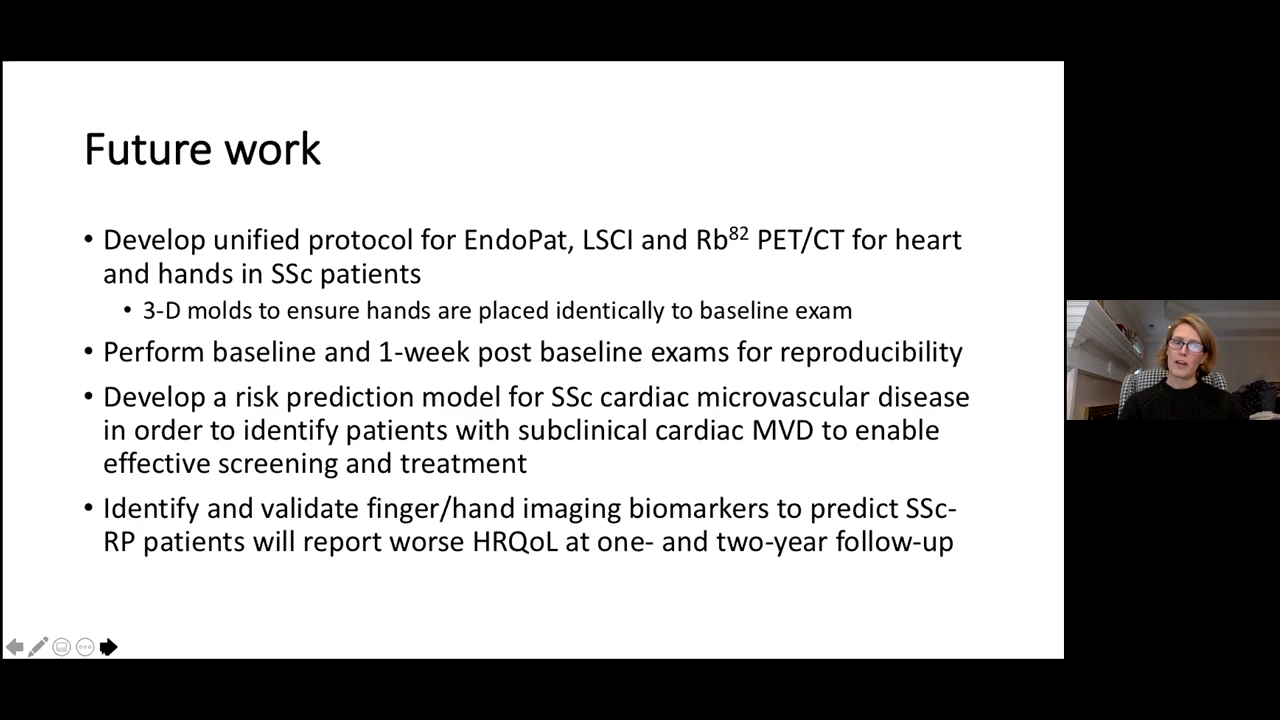 Future work
• Develop unified protocol for EndoPat, LSCI and Rb⁸² PET/CT for heart
and hands in SSc patients
• 3-D molds to ensure hands are placed identically to baseline exam
• Perform baseline and 1-week post baseline exams for reproducibility
• Develop a risk prediction model for SSc cardiac microvascular disease
in order to identify patients with subclinical cardiac MVD to enable
effective screening and treatment
• Identify and validate finger/hand imaging biomarkers to predict SSc-
RP patients will report worse HRQoL at one- and two-year follow-up